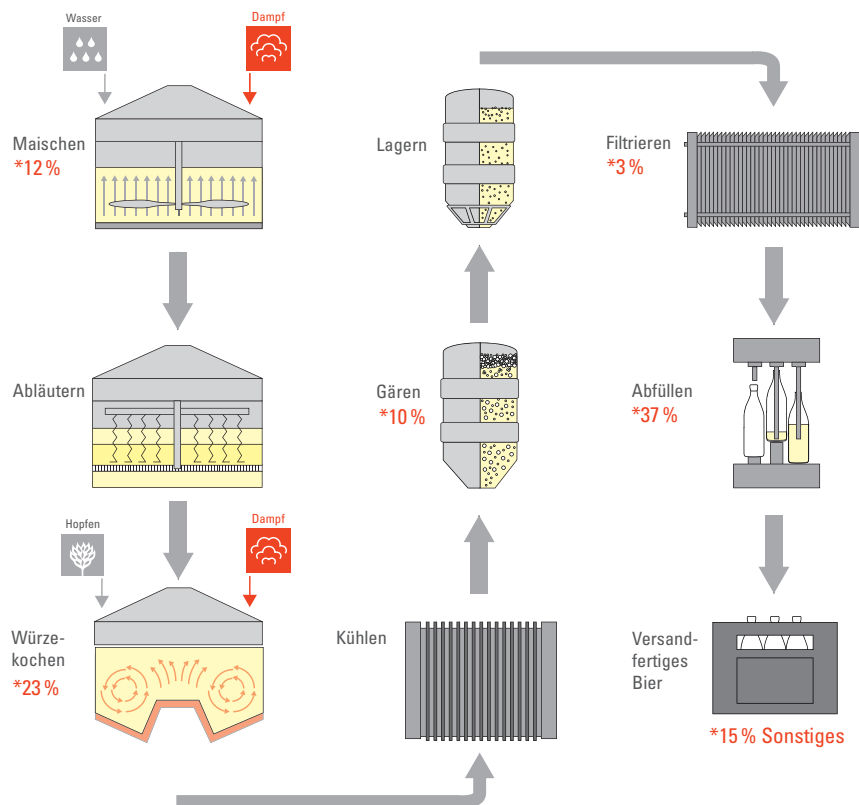 Wasser
Dampf
Maischen
*12 %
Abläutern
Hopfen
Dampf
Würze-
kochen
*23 %
Kühlen
Gären
*10 %
Lagern
Filtrieren
*3 %
Abfüllen
*37 %
Versand-
fertiges
Bier
*15 % Sonstiges